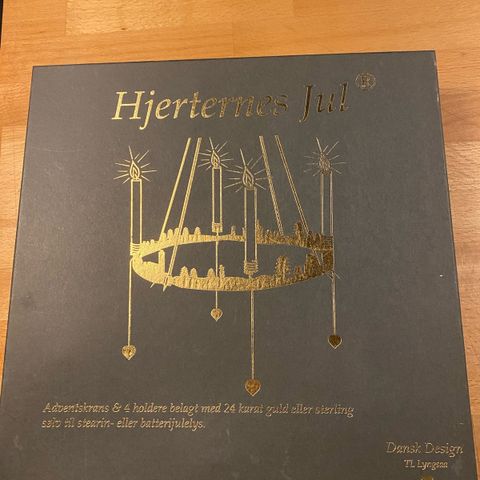 Hjerternes Jul ®
Adventskrans & 4 holdere belagt med 24 karat guld eller sterling
sølv til stearin- eller batterijulelys.
Dansk Design
TL Lyngsaa